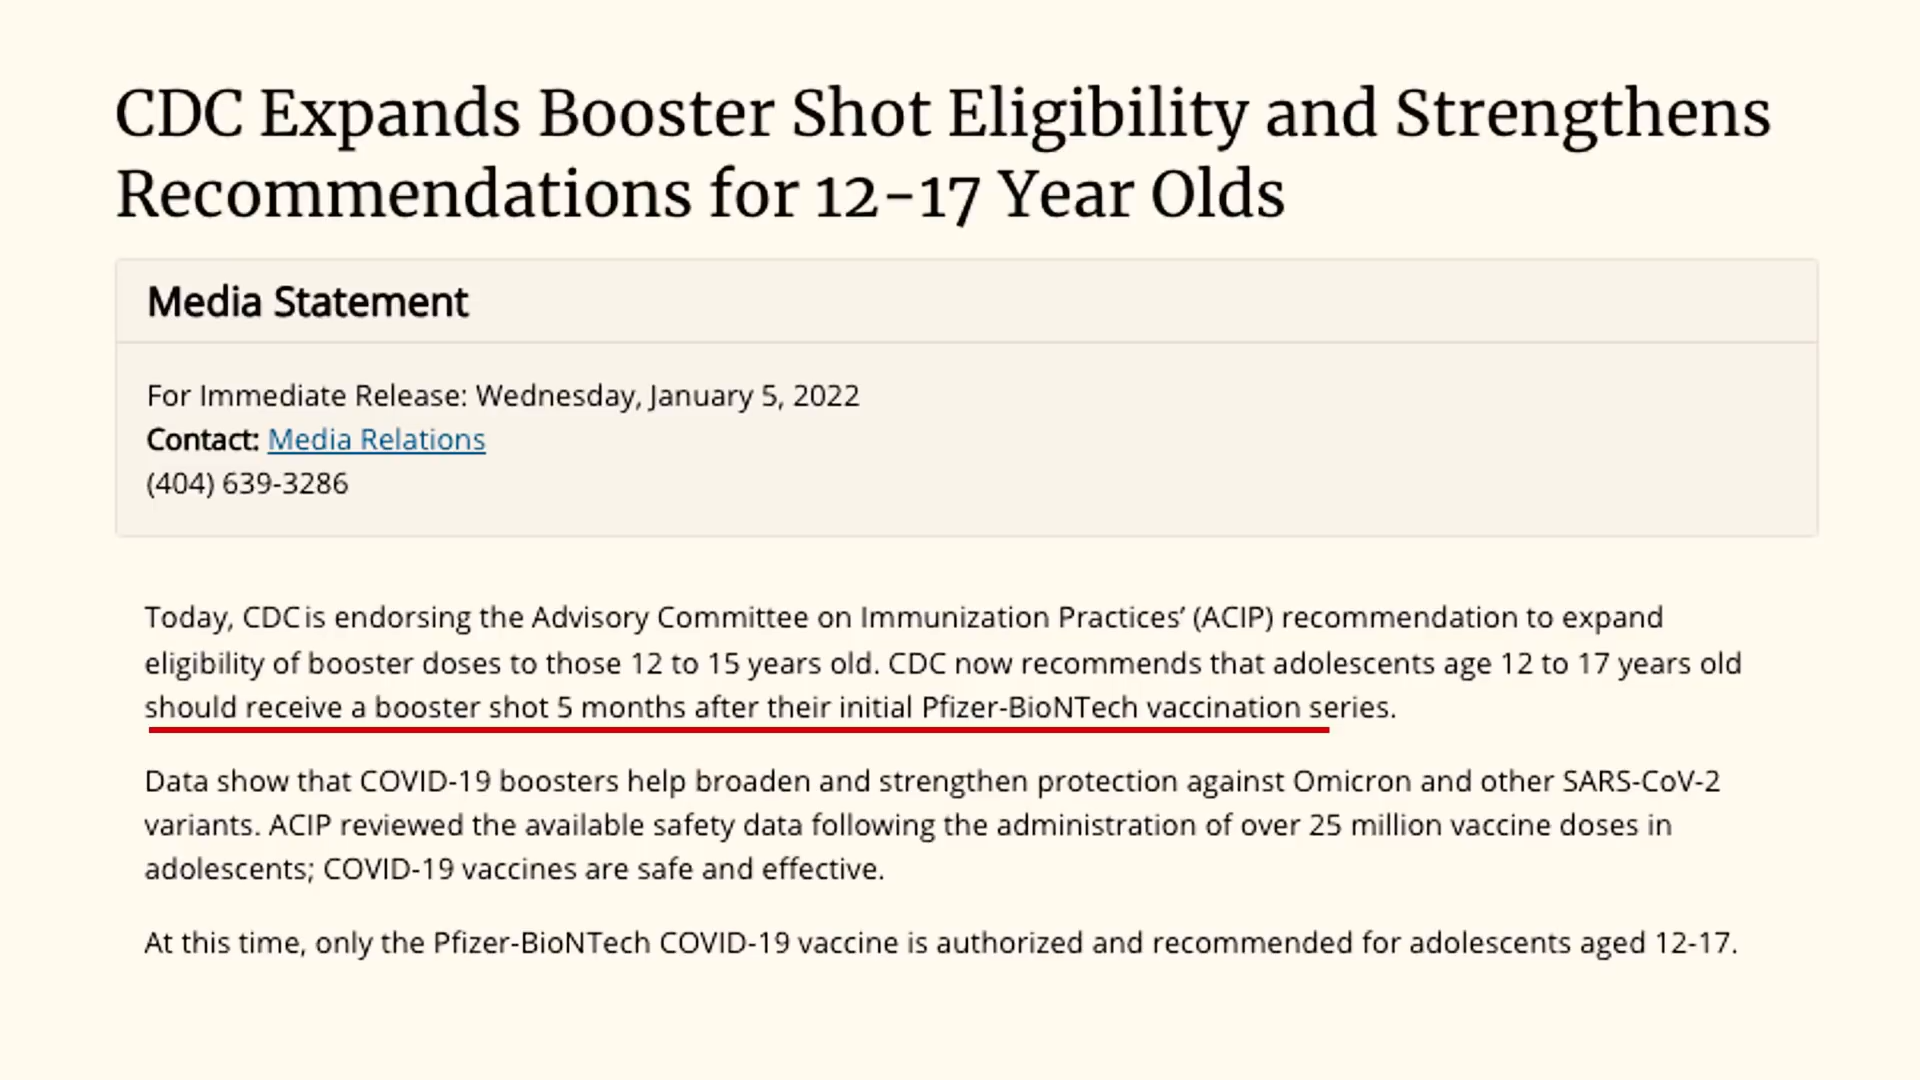 CDC Expands Booster Shot Eligibility and Strengthens
Recommendations for 12-17 Year Olds
Media Statement
For Immediate Release: Wednesday, January 5, 2022
Contact: Media Relations
(404) 639-3286
Today, CDC is endorsing the Advisory Committee on Immunization Practices’ (ACIP) recommendation to expand
eligibility of booster doses to those 12 to 15 years old. CDC now recommends that adolescents age 12 to 17 years old
should receive a booster shot 5 months after their initial Pfizer-BioNTech vaccination series.
Data show that COVID-19 boosters help broaden and strengthen protection against Omicron and other SARS-CoV-2
variants. ACIP reviewed the available safety data following the administration of over 25 million vaccine doses in
adolescents; COVID-19 vaccines are safe and effective.
At this time, only the Pfizer-BioNTech COVID-19 vaccine is authorized and recommended for adolescents aged 12-17.